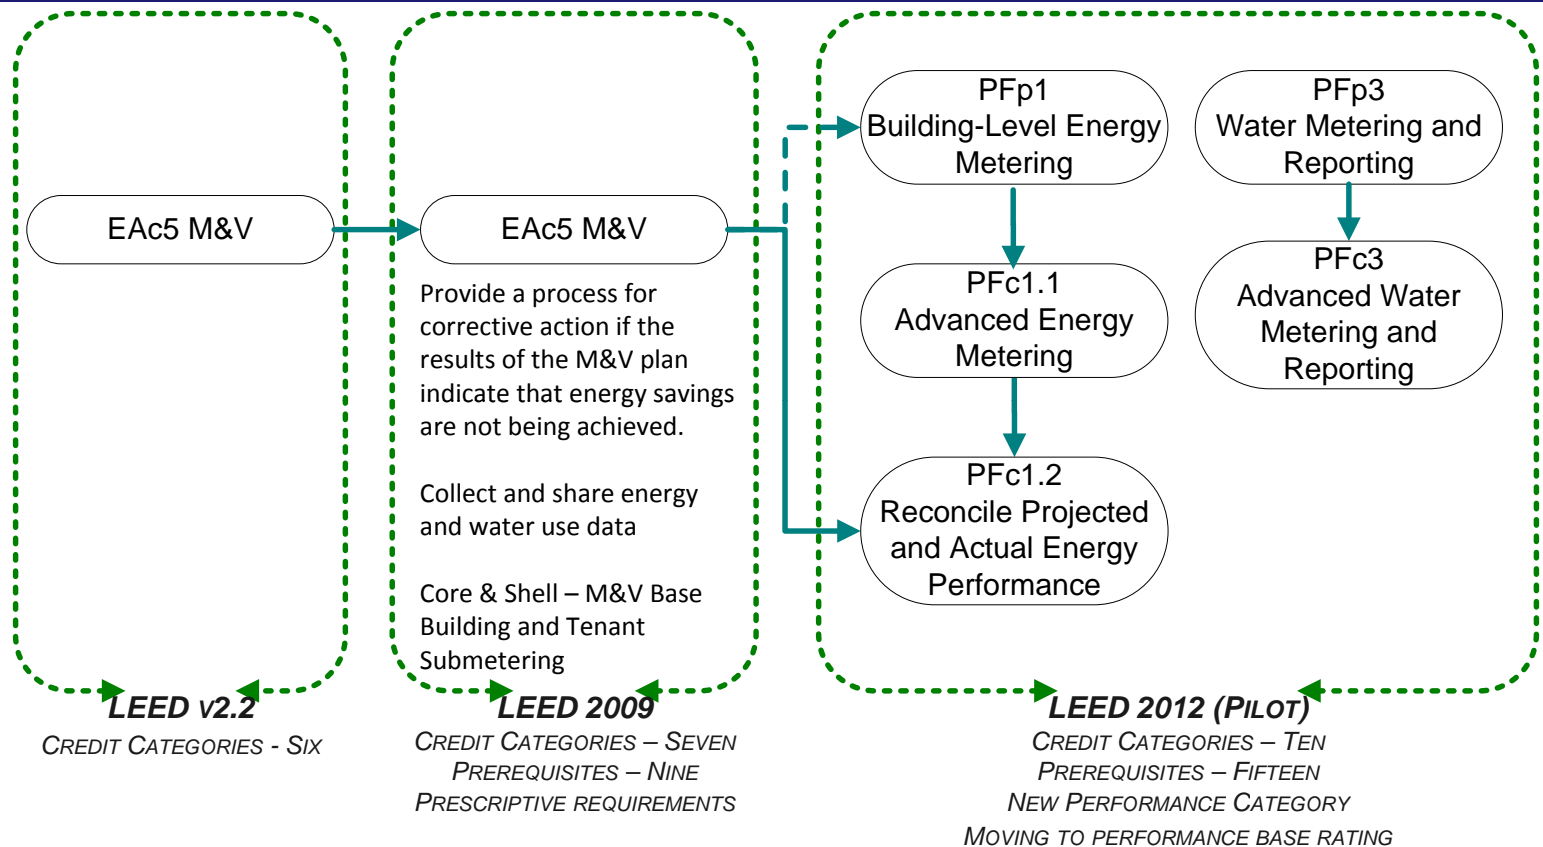 EAc5 M&V
LEED v2.2
CREDIT CATEGORIES - SIX
EAc5 M&V
Provide a process for
corrective action if the
results of the M&V plan
indicate that energy savings
are not being achieved.
Collect and share energy
and water use data
Core & Shell – M&V Base
Building and Tenant
Submetering
LEED 2009
CREDIT CATEGORIES – SEVEN
PREREQUISITES – NINE
PRESCRIPTIVE REQUIREMENTS
PFp1
Building-Level Energy
Metering
PFc1.1
Advanced Energy
Metering
PFc1.2
Reconcile Projected
and Actual Energy
Performance
PFp3
Water Metering and
Reporting
PFc3
Advanced Water
Metering and
Reporting
LEED 2012 (PILOT)
CREDIT CATEGORIES – TEN
PREREQUISITES – FIFTEEN
NEW PERFORMANCE CATEGORY
MOVING TO PERFORMANCE BASE RATING